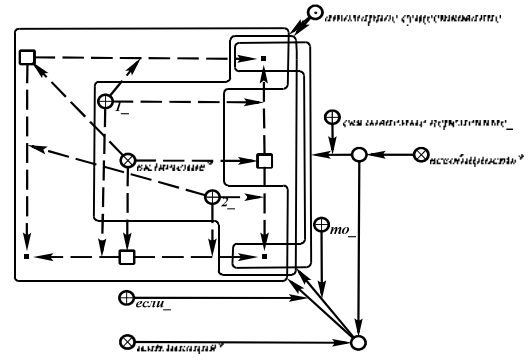 атомарное существование
1_
связываемые переменные_
включение*
всеобщность*
2_
то_
если_
импликация*